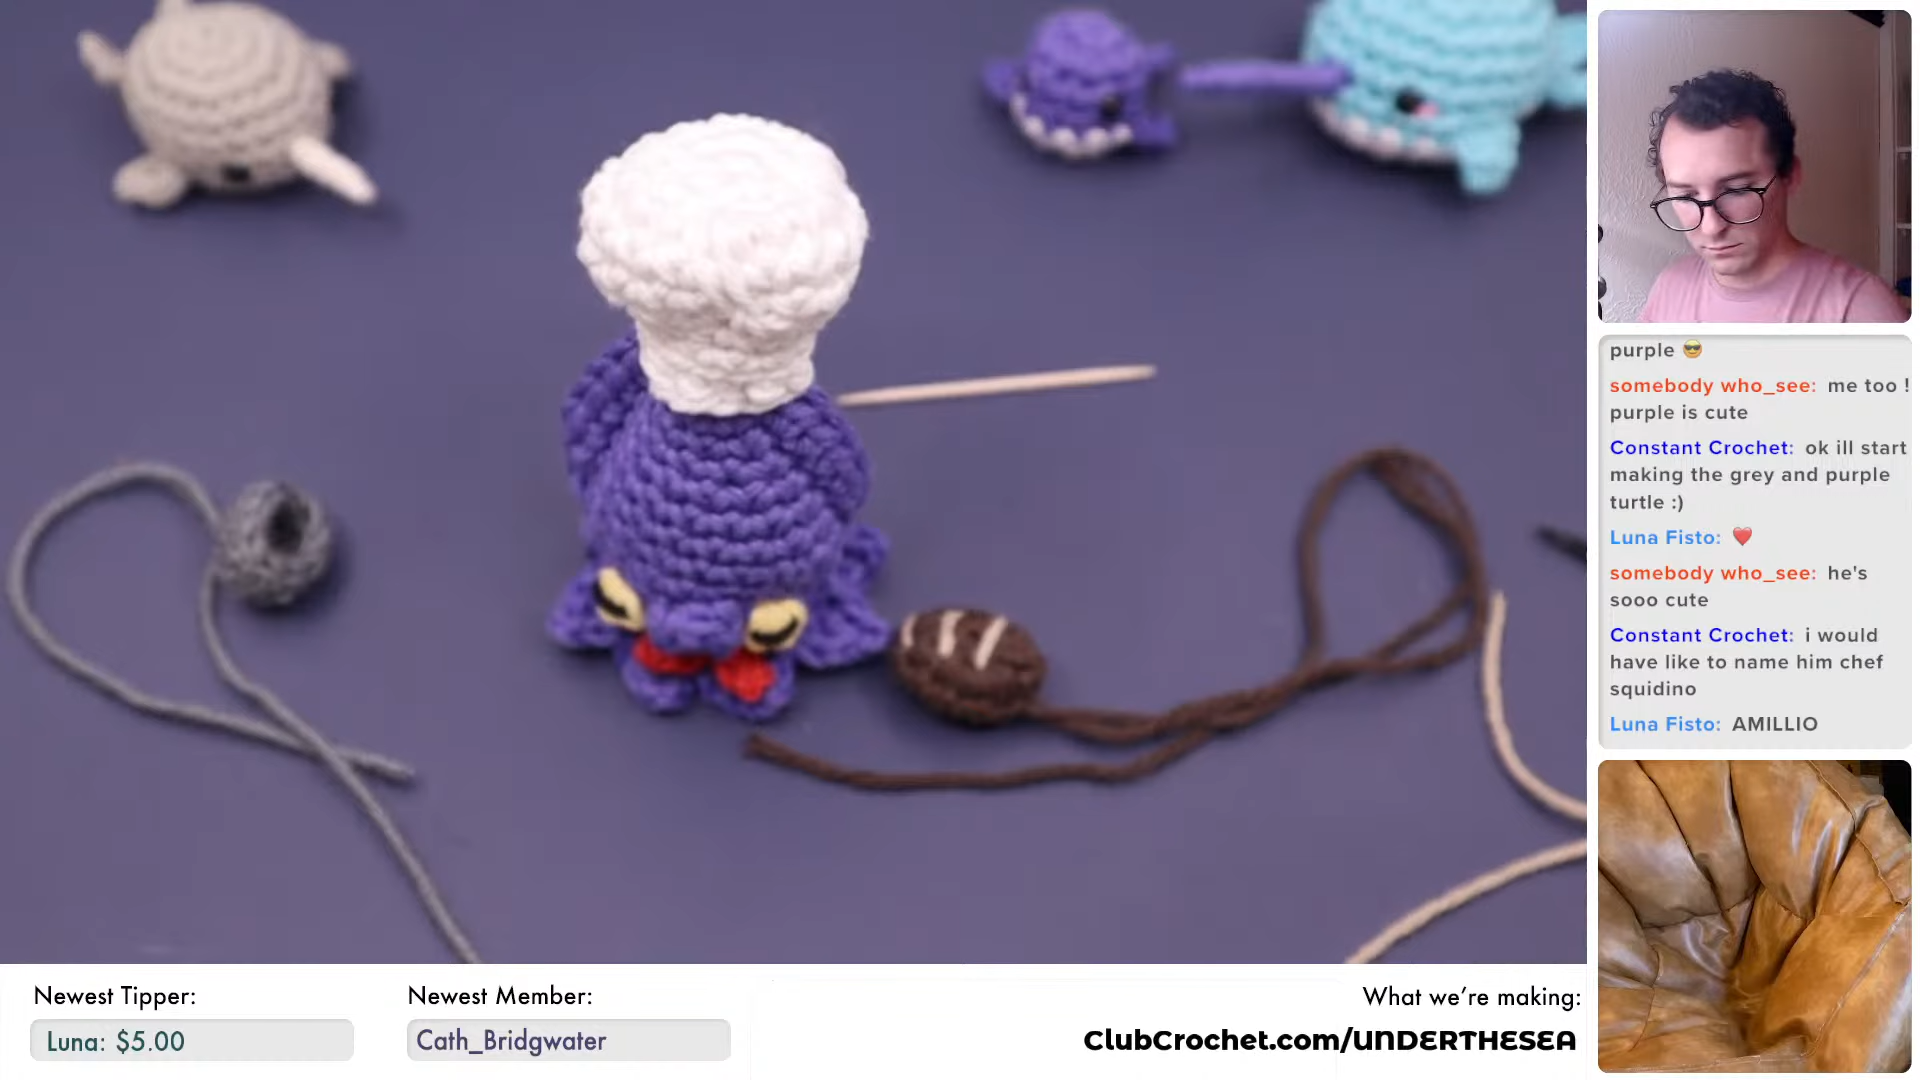 purple 😎
somebody who_see: me too !
purple is cute
Constant Crochet: ok ill start
making the grey and purple
turtle :)
Luna Fisto: ❤️
somebody who_see: he's
sooo cute
Constant Crochet: i would
have like to name him chef
squidino
Luna Fisto: AMILLIO
Newest Tipper:
Luna: $5.00
Newest Member:
Cath_Bridgwater
What we're making:
ClubCrochet.com/UNDERTHESEA